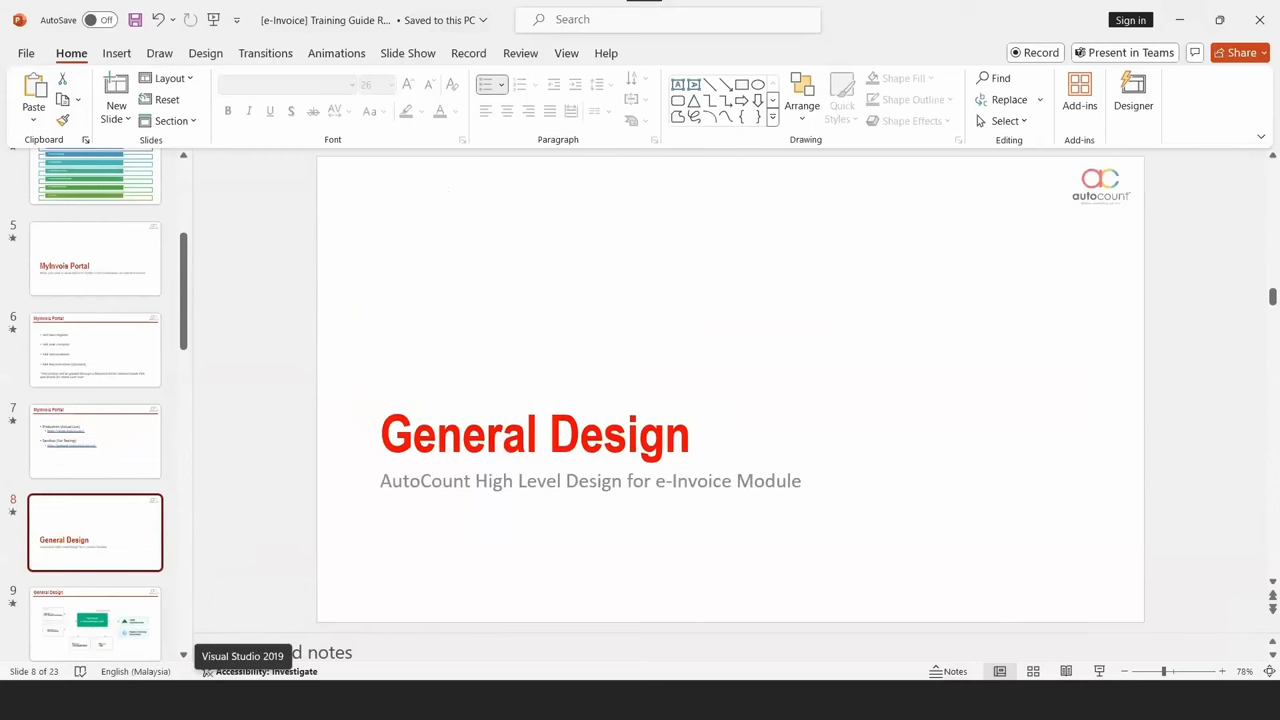 AutoSave
Off
[e-Invoice] Training Guide R... • Saved to this PC
Search
Sign in
File
Home
Insert
Draw
Design
Transitions
Animations
Slide Show
Record
Review
View
Help
Record
Present in Teams
Share
Paste
New
Slide
Layout
Reset
Section
26
Shape Fill
Shape Outline
Shape Effects
Arrange
Quick
Styles
Find
Replace
Select
Add-ins
Designer
Clipboard
Slides
Font
Paragraph
Drawing
Editing
Add-ins
5
MyInvois Portal
6
MyInvois Portal
7
MyInvois Portal
8
General Design
9
General Design
autocount
General Design
AutoCount High Level Design for e-Invoice Module
Visual Studio 2019
d notes
Slide 8 of 23
English (Malaysia)
Accessibility: Investigate
Notes
78%